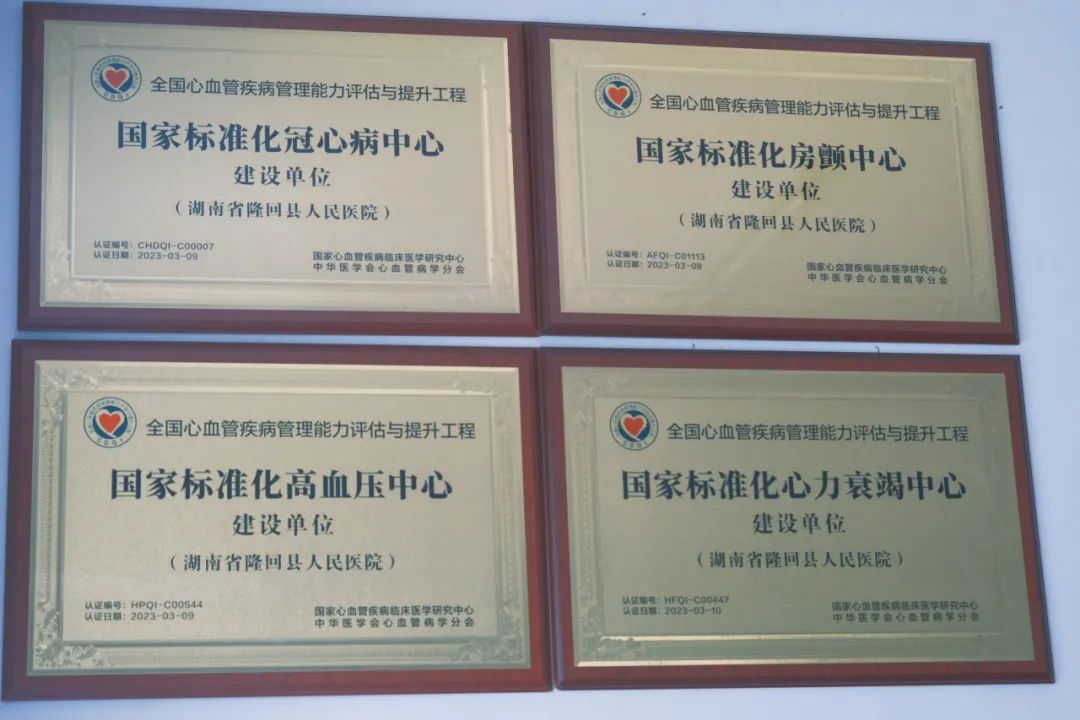 全国心血管疾病管理能力评估与提升工程
国家标准化冠心病中心
建设单位
（湖南省隆回县人民医院）
认证编号：CHDQI-C00007
认证日期：2023-03-09
国家心血管疾病临床医学研究中心
中华医学会心血管病学分会
CDQI
全国心血管疾病管理能力评估与提升工程
国家标准化房颤中心
建设单位
（湖南省隆回县人民医院）
认证编号：AFQI-C01113
认证日期：2023-03-08
国家心血管疾病临床医学研究中心
中华医学会心血管病学分会
CDQI
全国心血管疾病管理能力评估与提升工程
国家标准化高血压中心
建设单位
（湖南省隆回县人民医院）
认证编号：HPQI-C00544
认证日期：2023-03-09
国家心血管疾病临床医学研究中心
中华医学会心血管病学分会
CDQI
全国心血管疾病管理能力评估与提升工程
国家标准化心力衰竭中心
建设单位
（湖南省隆回县人民医院）
认证编号：HFQI-C00447
认证日期：2023-03-10
国家心血管疾病临床医学研究中心
中华医学会心血管病学分会
CDQI